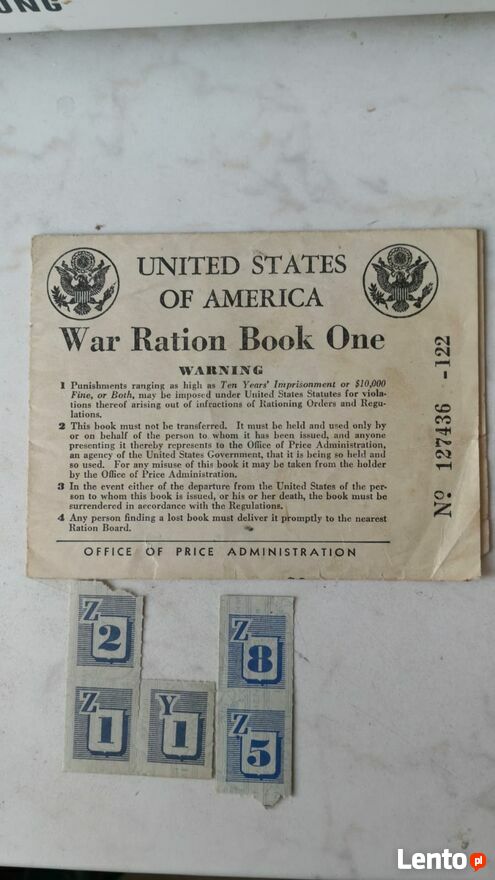 UNG
UNITED STATES
OF AMERICA
War Ration Book One
WARNING
1 Punishments ranging as high as Ten Years' Imprisonment or $10,000
Fine, or Both, may be imposed under United States Statutes for viola-
tions thereof arising out of infractions of Rationing Orders and Regu-
lations.
2 This book must not be transferred. It must be held and used only by
or on behalf of the person to whom it has been issued, and anyone
presenting it thereby represents to the Office of Price Administration,
an agency of the United States Government, that it is being so held and
so used. For any misuse of this book it may be taken from the holder
by the Office of Price Administration.
3 In the event either of the departure from the United States of the per-
son to whom this book is issued, or his or her death, the book must be
surrendered in accordance with the Regulations.
4 Any person finding a lost book must deliver it promptly to the nearest
Ration Board.
OFFICE OF PRICE ADMINISTRATION
Nº 127436 -122
Z 2
Z 8
Z 1
Y 1
Z 5
Lento.pl